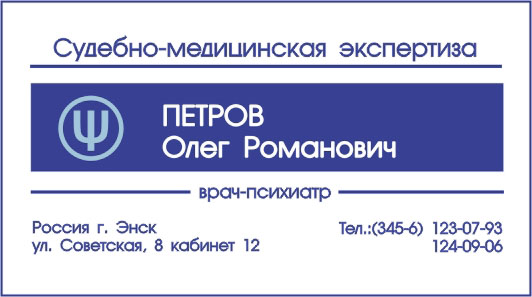 Судебно-медицинская экспертиза
Ψ
ПЕТРОВ
Олег Романович
врач-психиатр
Россия г. Энск
ул. Советская, 8 кабинет 12
Тел.:(345-6) 123-07-93
124-09-06